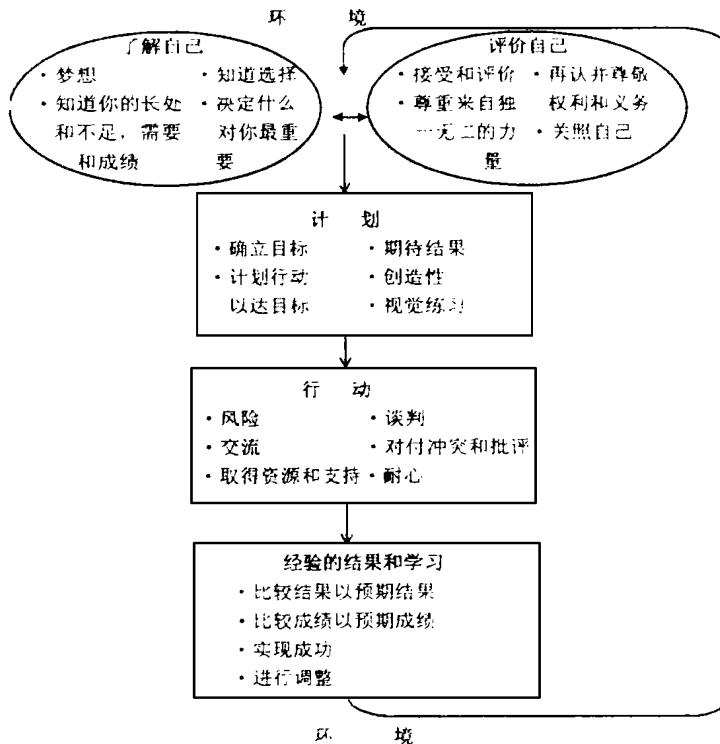 环 境
了解自己
· 梦想
· 知道你的长处
和不足，需要
和成绩
· 知道选择
· 决定什么
对你最重
要
评价自己
· 接受和评价
· 尊重来自独
一无二的力
量
· 再认并尊敬
权利和义务
· 关照自己
计 划
· 确立目标
· 计划行动
以达目标
· 期待结果
· 创造性
· 视觉练习
行 动
· 风险
· 交流
· 取得资源和支持
· 谈判
· 对付冲突和批评
· 耐心
经验的结果和学习
· 比较结果以预期结果
· 比较成绩以预期成绩
· 实现成功
· 进行调整
环 境